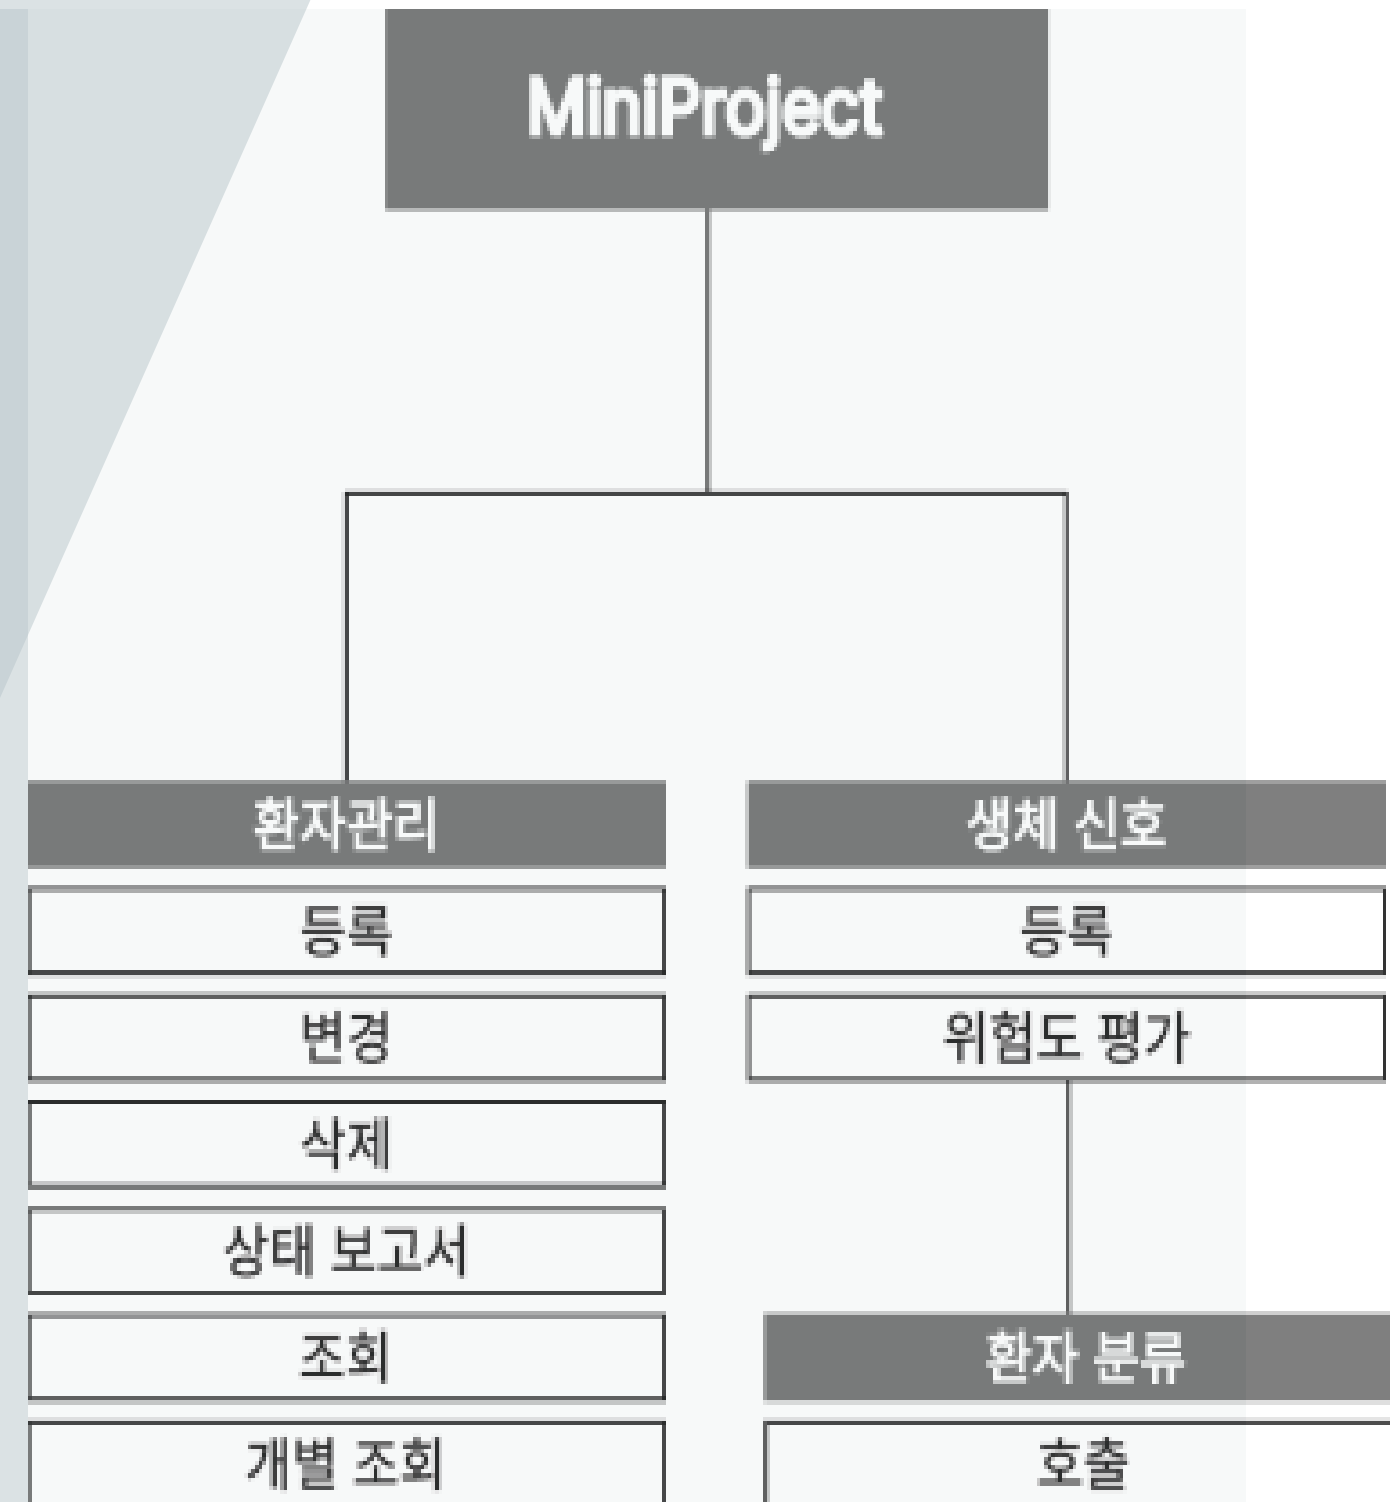 MiniProject
환자관리
등록
변경
삭제
상태 보고서
조회
개별 조회
생체 신호
등록
위험도 평가
환자 분류
호출